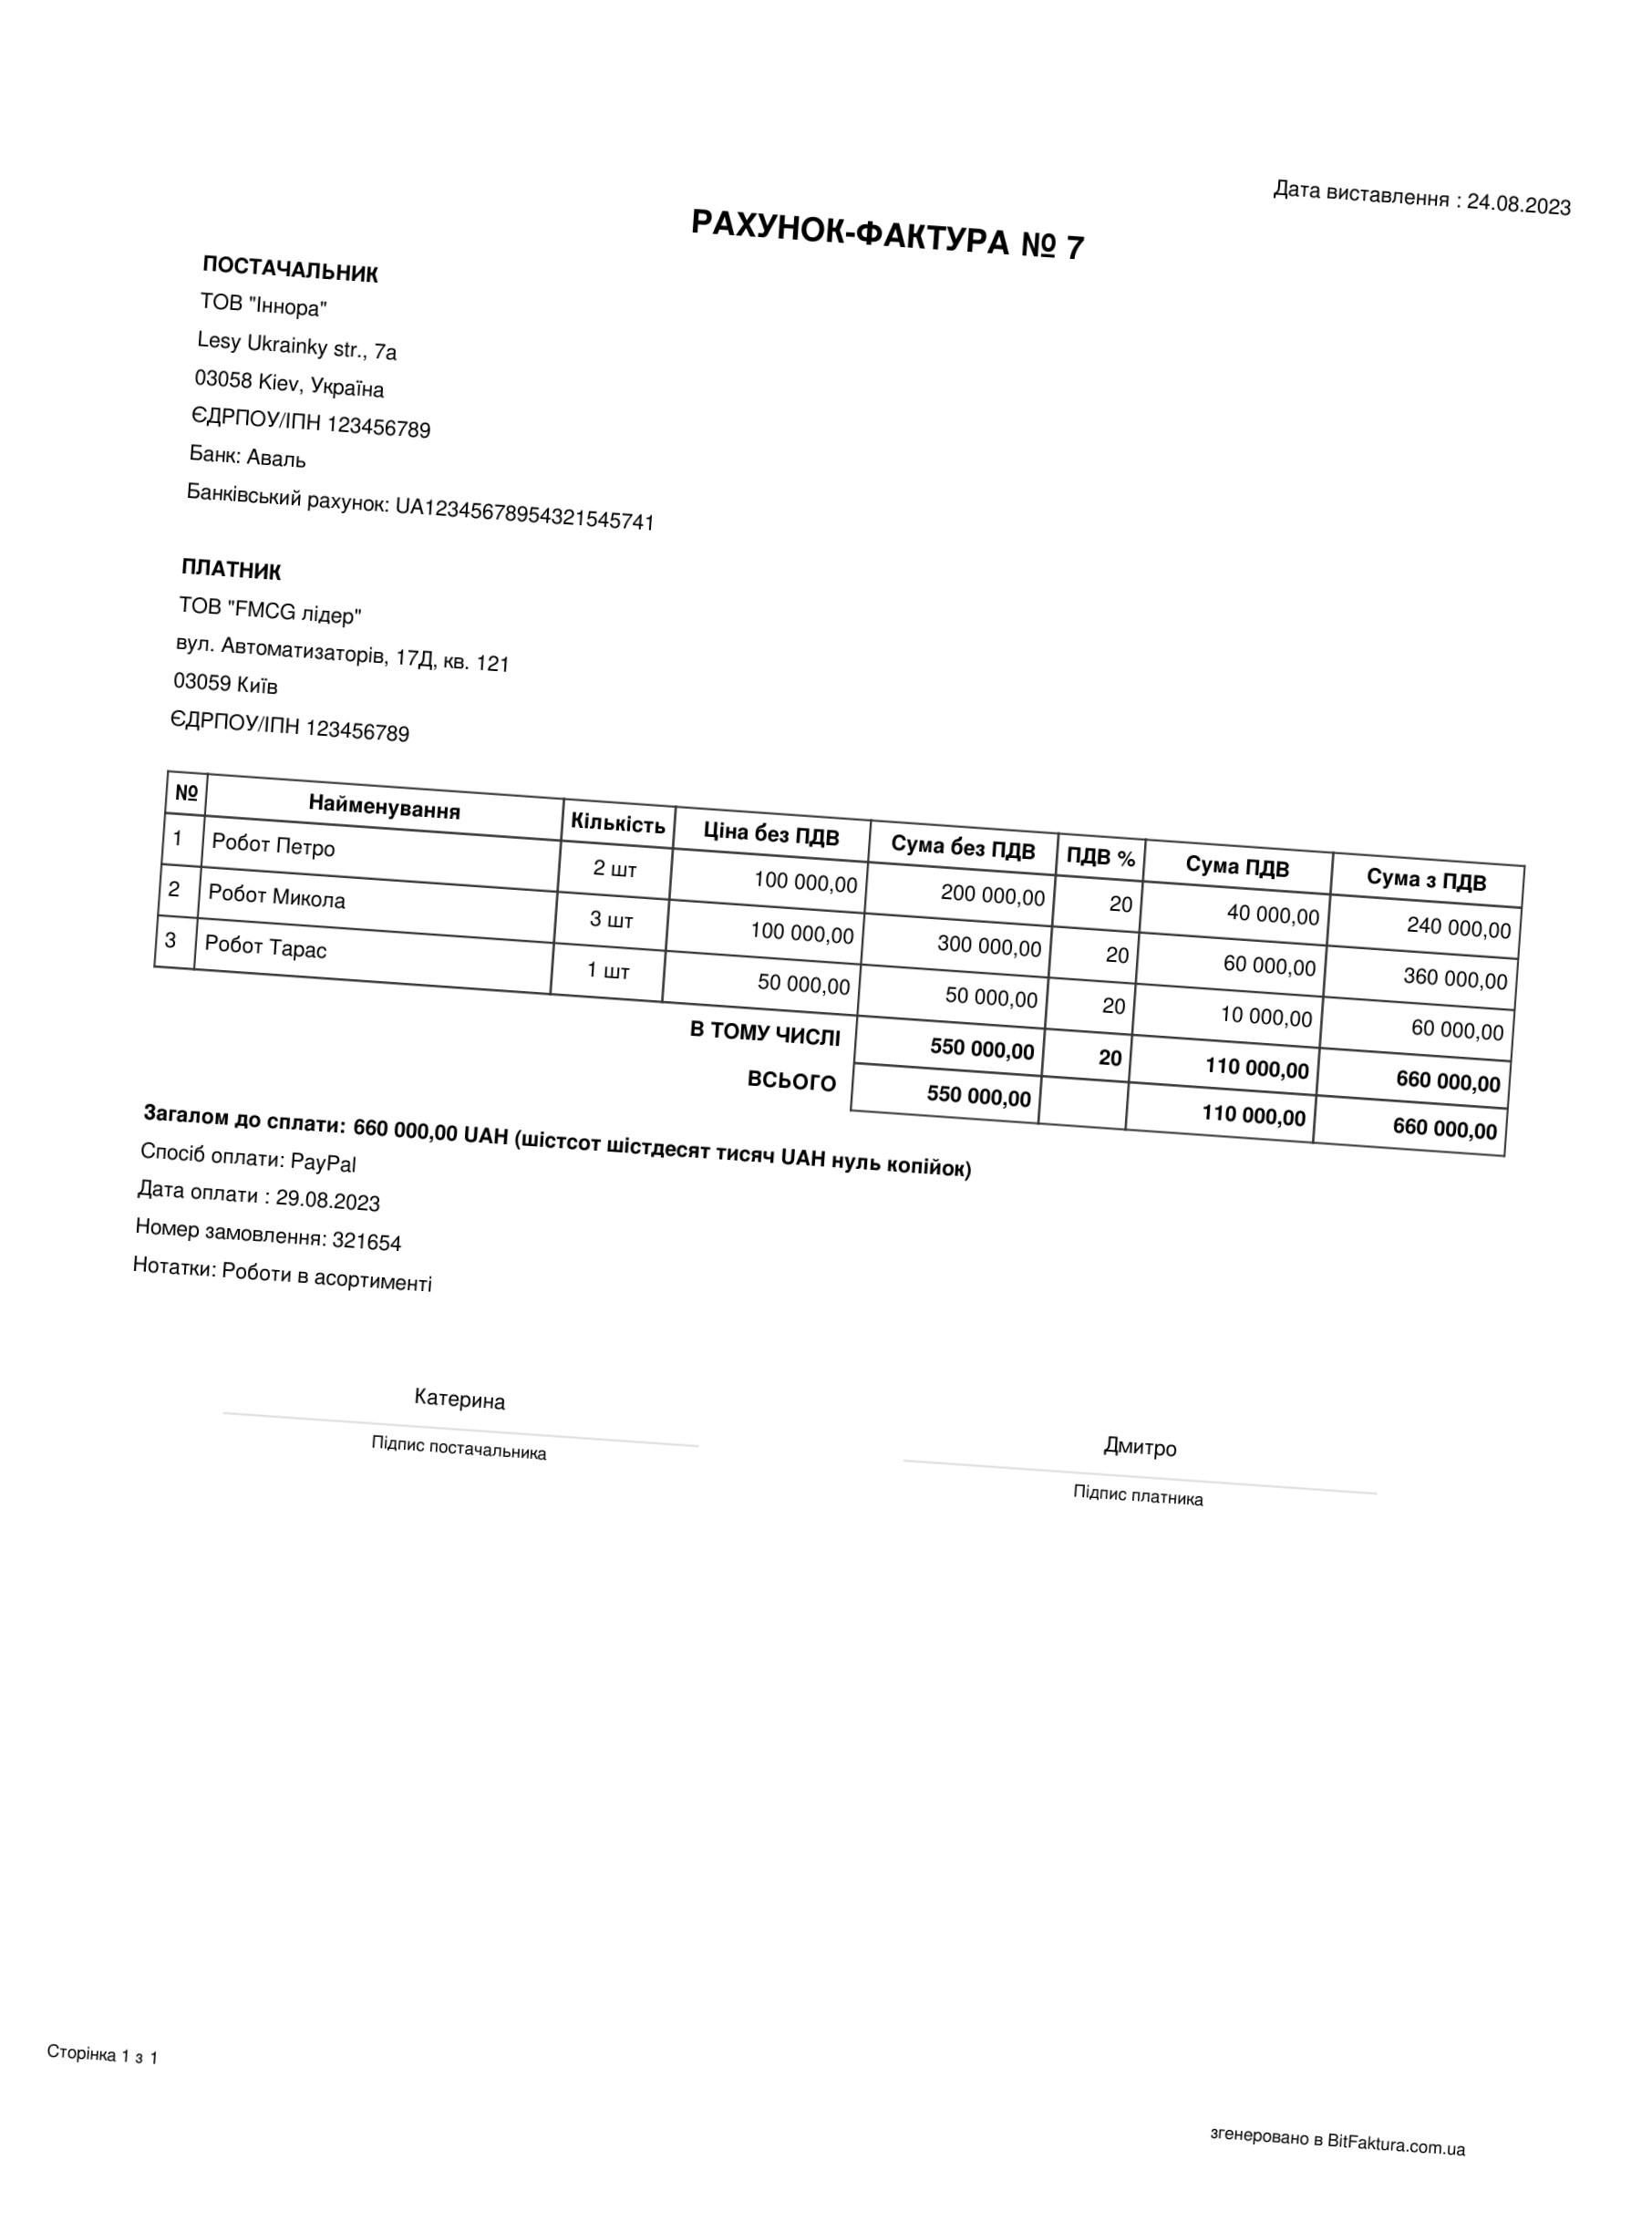 Дата виставлення : 24.08.2023
РАХУНОК-ФАКТУРА № 7
ПОСТАЧАЛЬНИК
ТОВ "Іннора"
Lesy Ukrainky str., 7a
03058 Kiev, Україна
ЄДРПОУ/ІПН 123456789
Банк: Аваль
Банківський рахунок: UA12345678954321545741
ПЛАТНИК
ТОВ "FMCG лідер"
вул. Автоматизаторів, 17Д, кв. 121
03059 Київ
ЄДРПОУ/ІПН 123456789
№ Найменування Кількість Ціна без ПДВ Сума без ПДВ ПДВ % Сума ПДВ Сума з ПДВ
1 Робот Петро 2 шт 100 000,00 200 000,00 20 40 000,00 240 000,00
2 Робот Микола 3 шт 100 000,00 300 000,00 20 60 000,00 360 000,00
3 Робот Тарас 1 шт 50 000,00 50 000,00 20 10 000,00 60 000,00
В ТОМУ ЧИСЛІ 550 000,00 20 110 000,00 660 000,00
ВСЬОГО 550 000,00 110 000,00 660 000,00
Загалом до сплати: 660 000,00 UAH (шістсот шістдесят тисяч UAH нуль копійок)
Спосіб оплати: PayPal
Дата оплати : 29.08.2023
Номер замовлення: 321654
Нотатки: Роботи в асортименті
Катерина
Підпис постачальника
Дмитро
Підпис платника
Сторінка 1 з 1
згенеровано в BitFaktura.com.ua